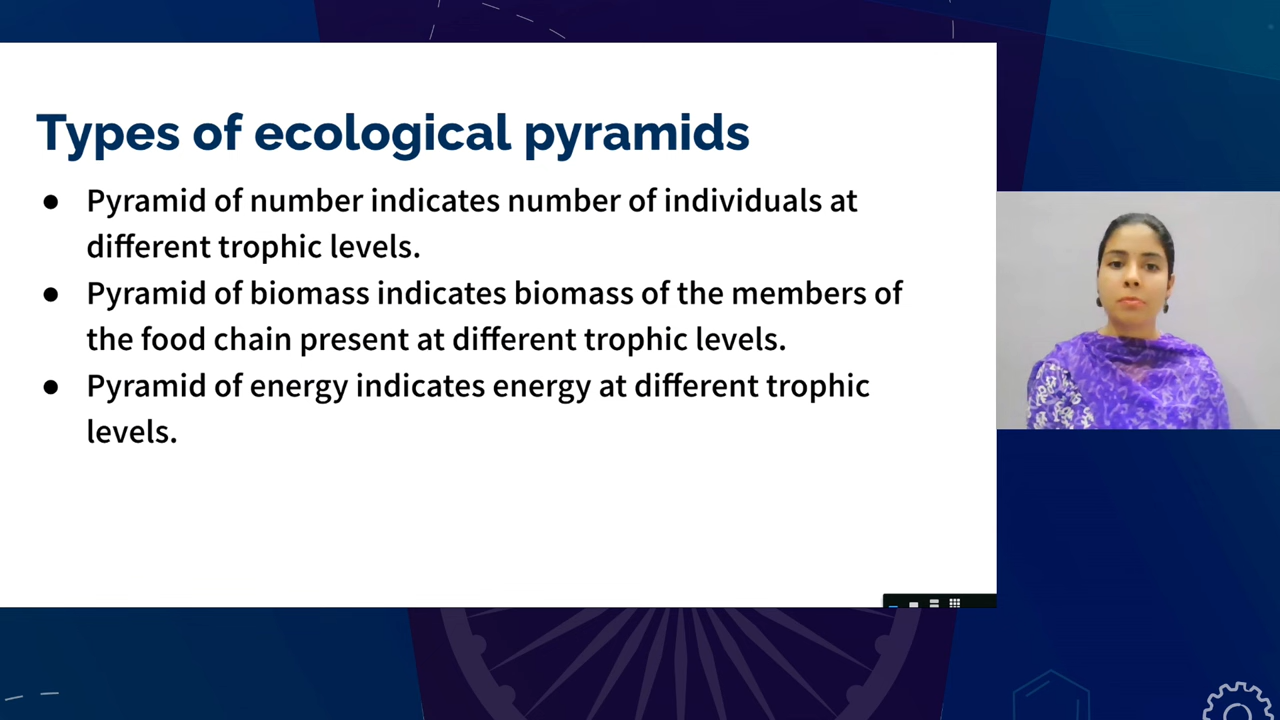 Types of ecological pyramids
● Pyramid of number indicates number of individuals at
different trophic levels.
● Pyramid of biomass indicates biomass of the members of
the food chain present at different trophic levels.
● Pyramid of energy indicates energy at different trophic
levels.